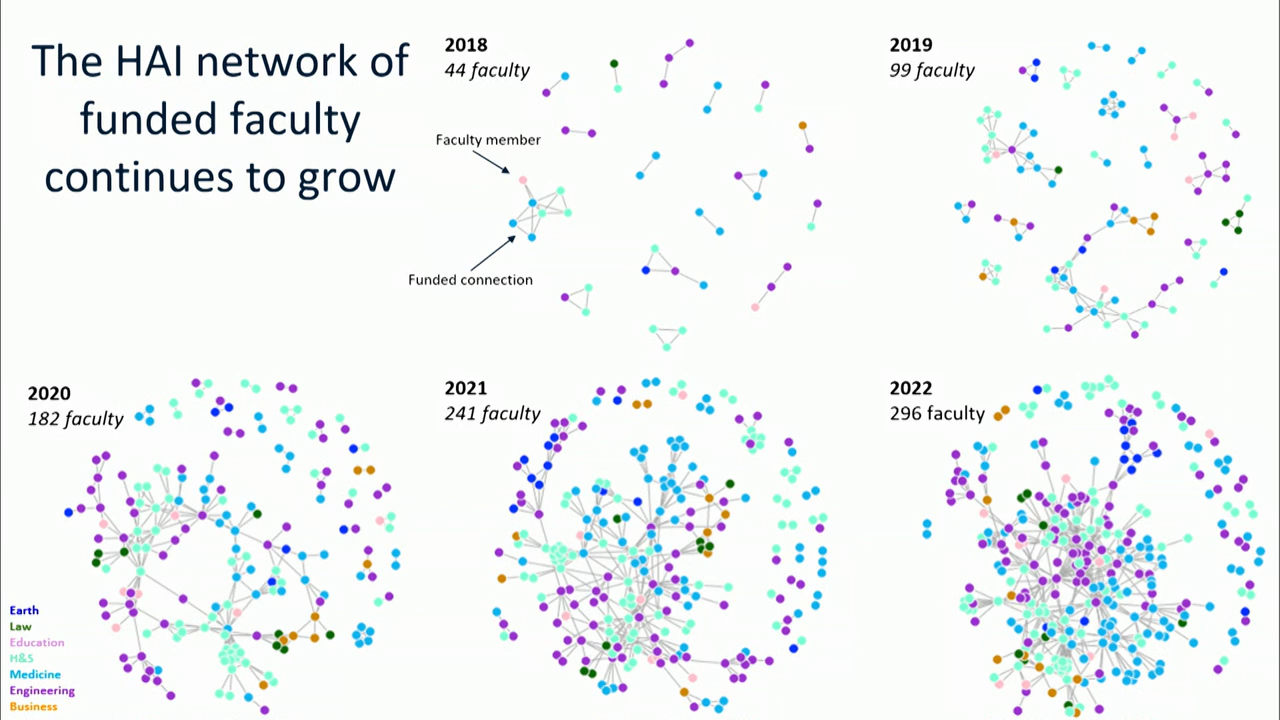 The HAI network of
funded faculty
continues to grow
2018
44 faculty
Faculty member
Funded connection
2019
99 faculty
2020
182 faculty
2021
241 faculty
2022
296 faculty
Earth
Law
Education
H&S
Medicine
Engineering
Business